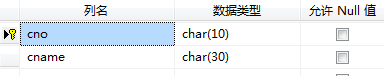 列名 数据类型 允许 Null 值
cno char(10)
cname char(30)